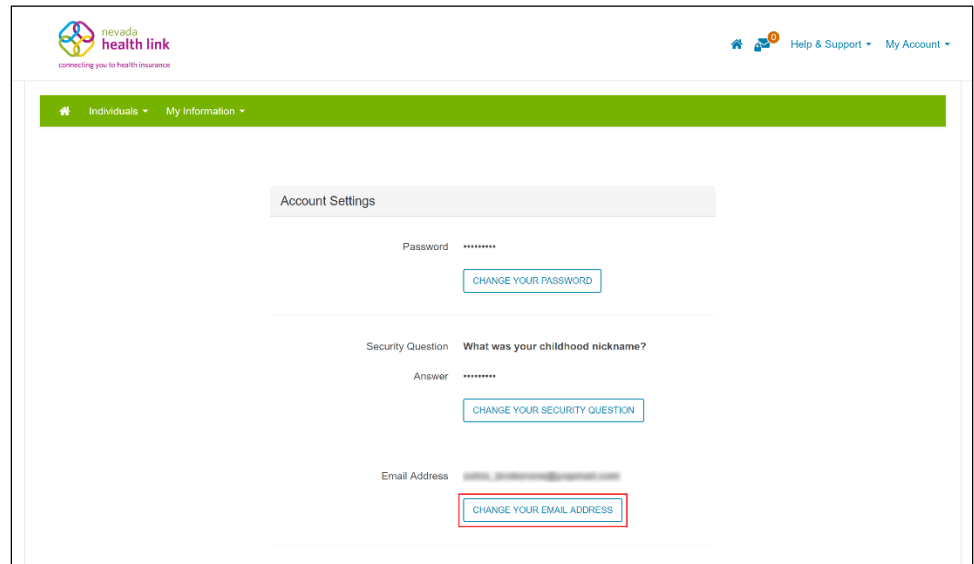 nevada
health link
connecting you to health insurance
0
Help & Support
My Account
Individuals
My Information
Account Settings
Password •••••••••
CHANGE YOUR PASSWORD
Security Question What was your childhood nickname?
Answer •••••••••
CHANGE YOUR SECURITY QUESTION
Email Address
CHANGE YOUR EMAIL ADDRESS